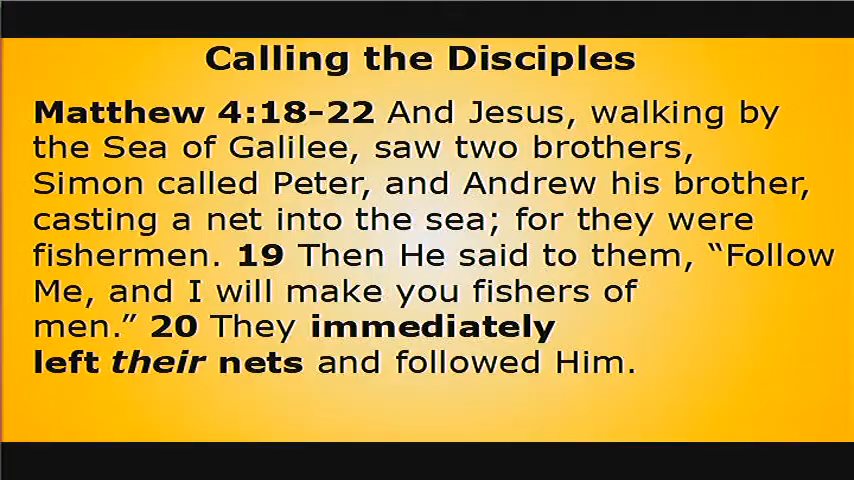 Calling the Disciples
Matthew 4:18-22 And Jesus, walking by
the Sea of Galilee, saw two brothers,
Simon called Peter, and Andrew his brother,
casting a net into the sea; for they were
fishermen. 19 Then He said to them, “Follow
Me, and I will make you fishers of
men.” 20 They immediately
left their nets and followed Him.